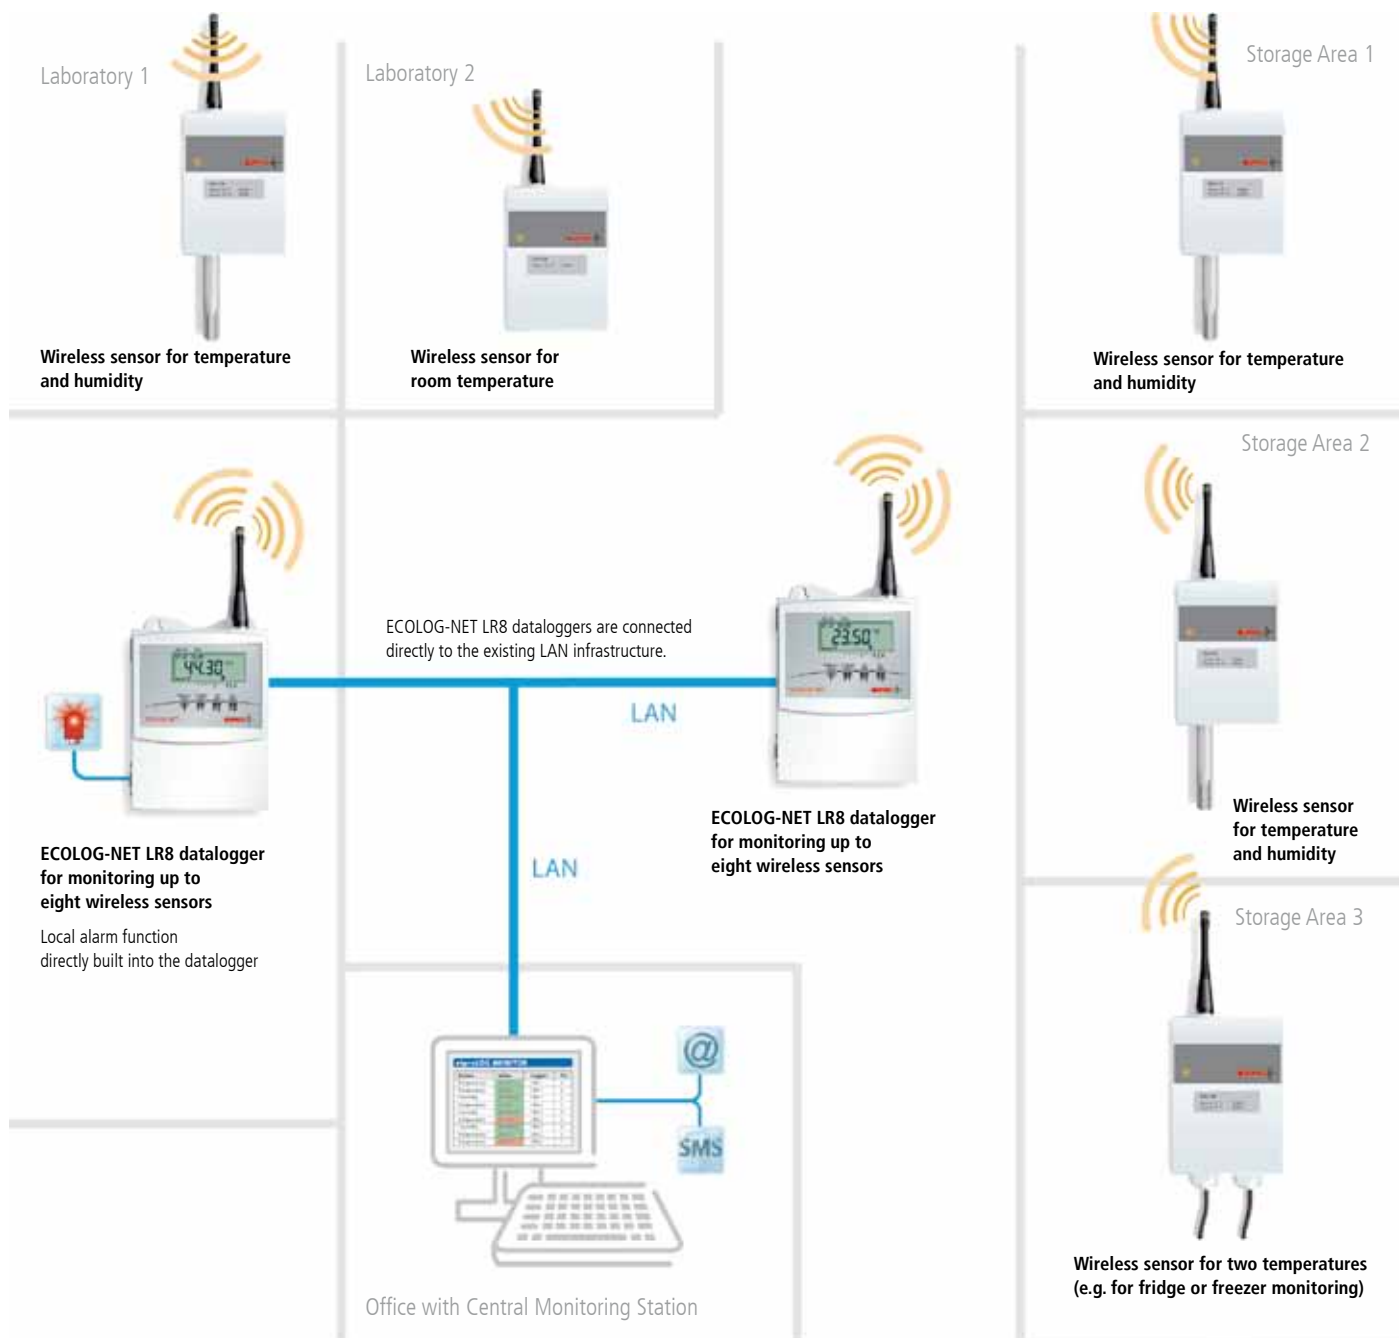 Laboratory 1
Laboratory 2
Storage Area 1
Wireless sensor for temperature
and humidity
Wireless sensor for
room temperature
Wireless sensor for temperature
and humidity
Storage Area 2
ECOLOG-NET LR8 dataloggers are connected
directly to the existing LAN infrastructure.
44.30
23.50
LAN
Wireless sensor
for temperature
and humidity
ECOLOG-NET LR8 datalogger
for monitoring up to
eight wireless sensors
ECOLOG-NET LR8 datalogger
for monitoring up to
eight wireless sensors
Local alarm function
directly built into the datalogger
LAN
Storage Area 3
@
SMS
Wireless sensor for two temperatures
(e.g. for fridge or freezer monitoring)
Office with Central Monitoring Station